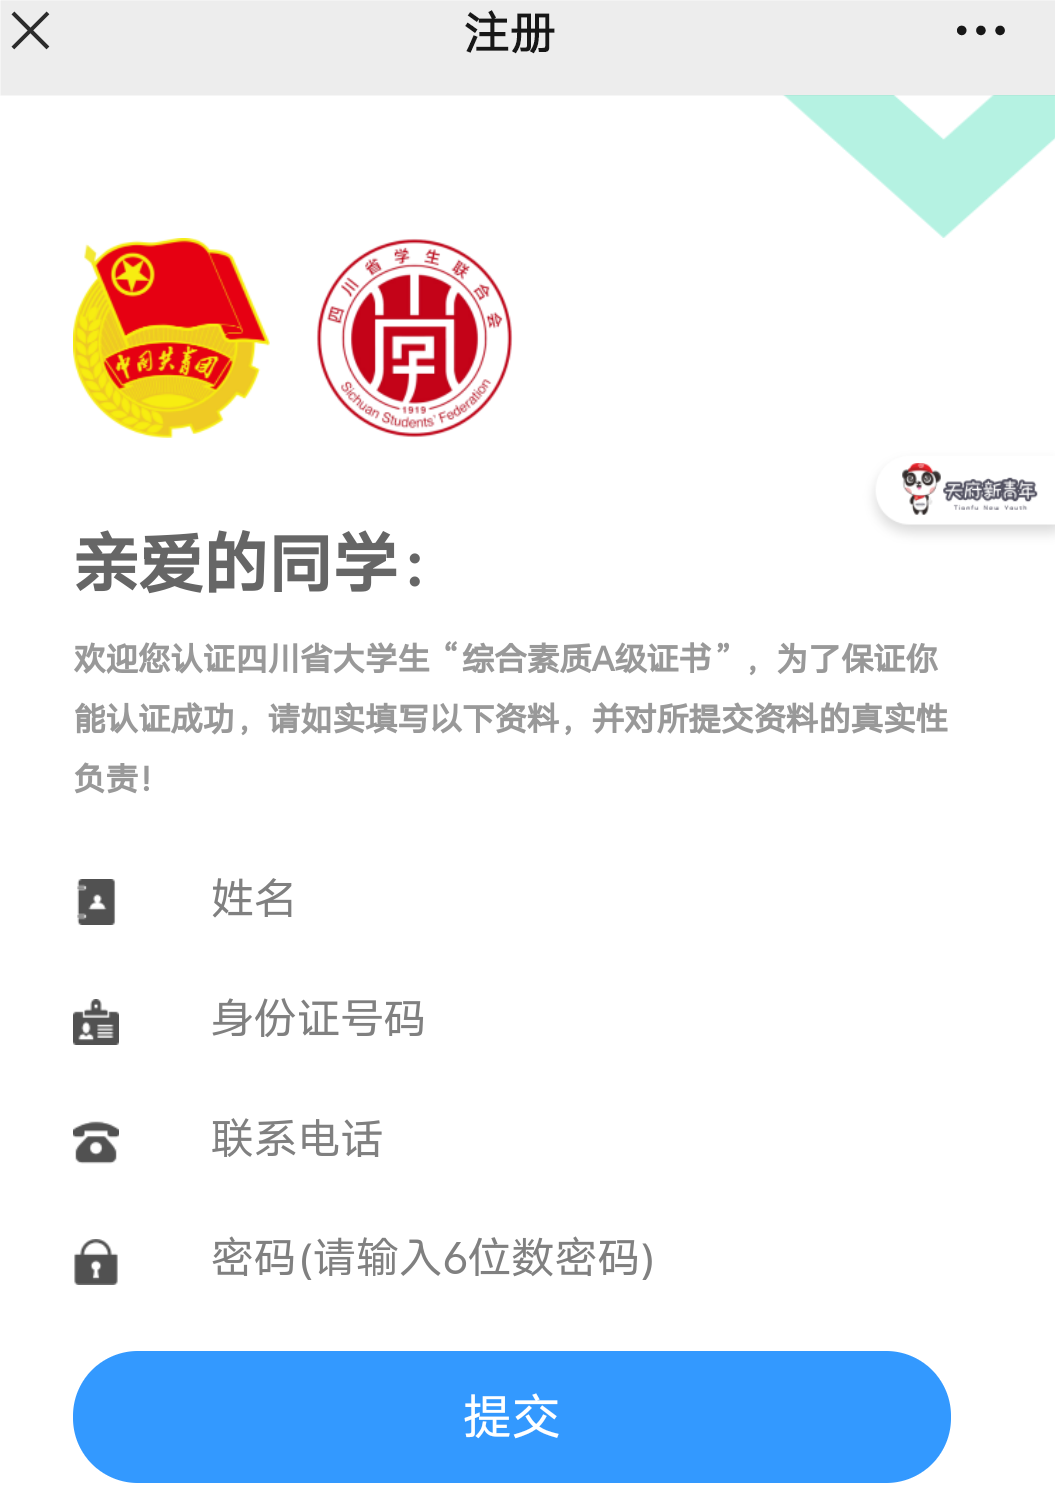 注册
中国共青团
四川省学生联合会
1919
Sichuan Students' Federation
天府新青年
Tianfu New Youth
亲爱的同学：
欢迎您认证四川省大学生“综合素质A级证书”，为了保证你
能认证成功，请如实填写以下资料，并对所提交资料的真实性
负责！
姓名
身份证号码
联系电话
密码(请输入6位数密码)
提交